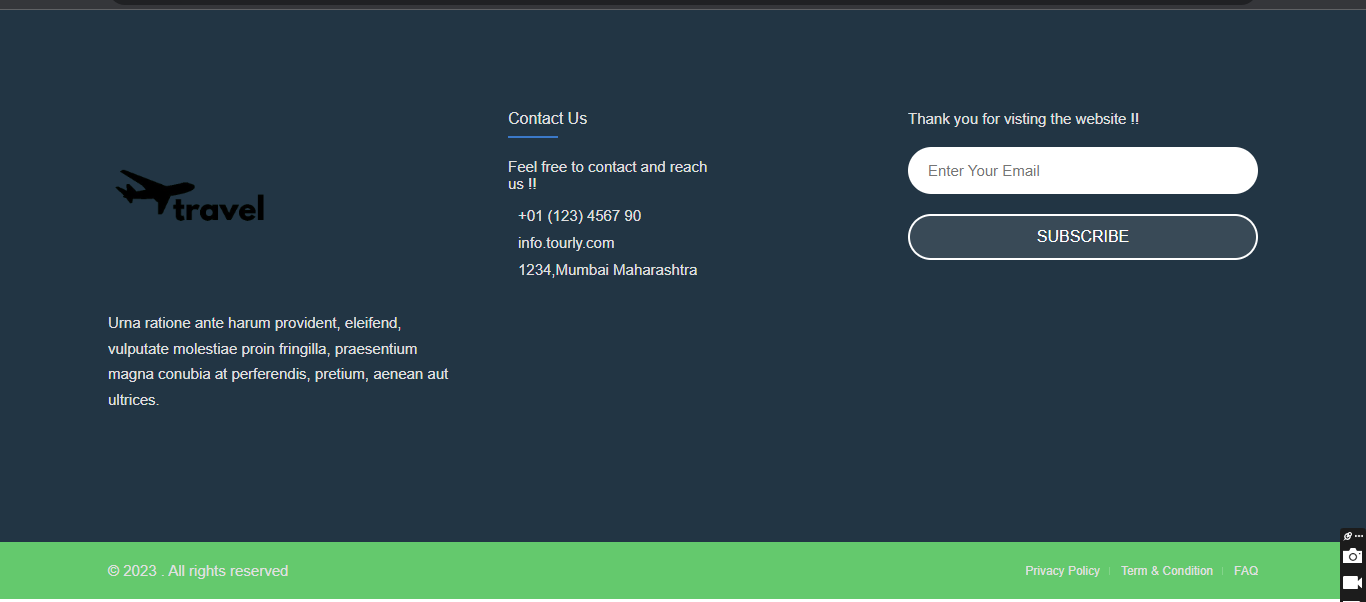 travel
Urna ratione ante harum provident, eleifend,
vulputate molestiae proin fringilla, praesentium
magna conubia at perferendis, pretium, aenean aut
ultrices.
Contact Us
Feel free to contact and reach
us !!
+01 (123) 4567 90
info.tourly.com
1234,Mumbai Maharashtra
Thank you for visting the website !!
Enter Your Email
SUBSCRIBE
© 2023 . All rights reserved
Privacy Policy
Term & Condition
FAQ